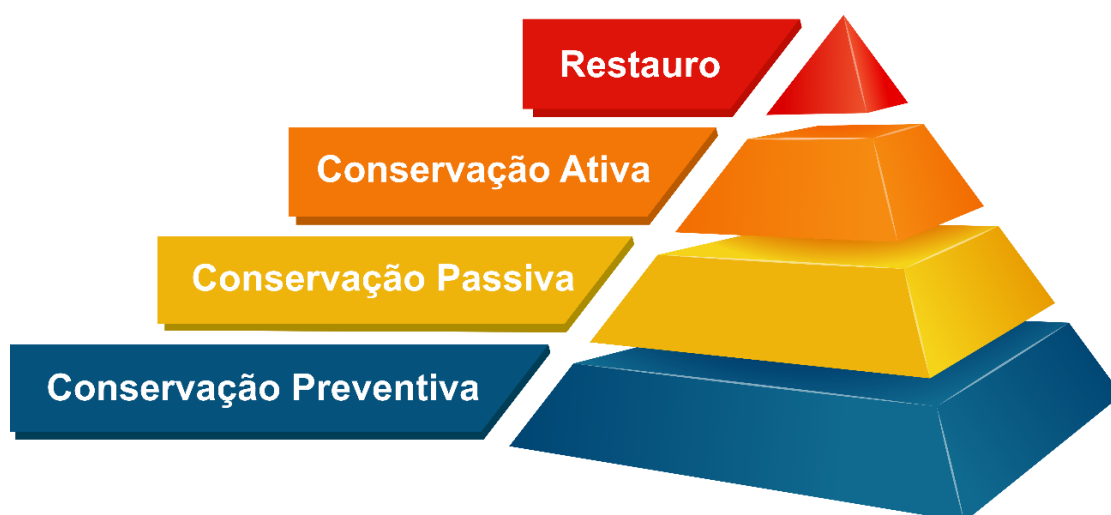 Restauro
Conservação Ativa
Conservação Passiva
Conservação Preventiva